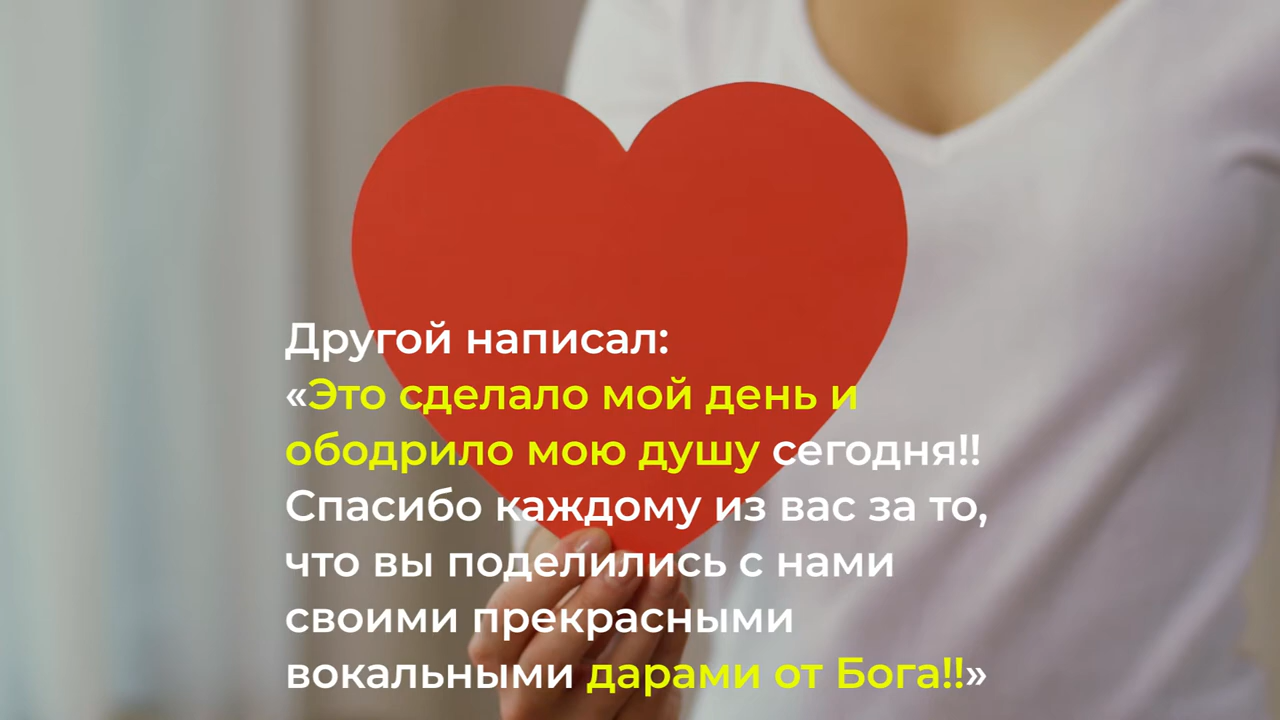 Другой написал:
«Это сделало мой день и
ободрило мою душу сегодня!!
Спасибо каждому из вас за то,
что вы поделились с нами
своими прекрасными
вокальными дарами от Бога!!»